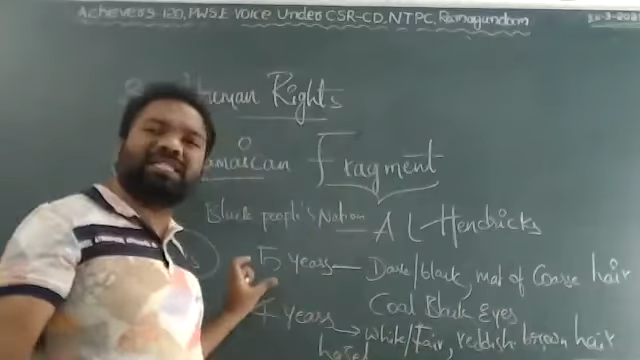 Achevers-120, PWSE VOICE Under CSR-CD, NTPC, Ramagundam
Human Rights
Jamaican Fragment
Black people's Nation A L Hendricks
5 years — Dark/black, mat of Coarse hair
Coal Black Eyes
4 years → White/Fair, reddish brown hair